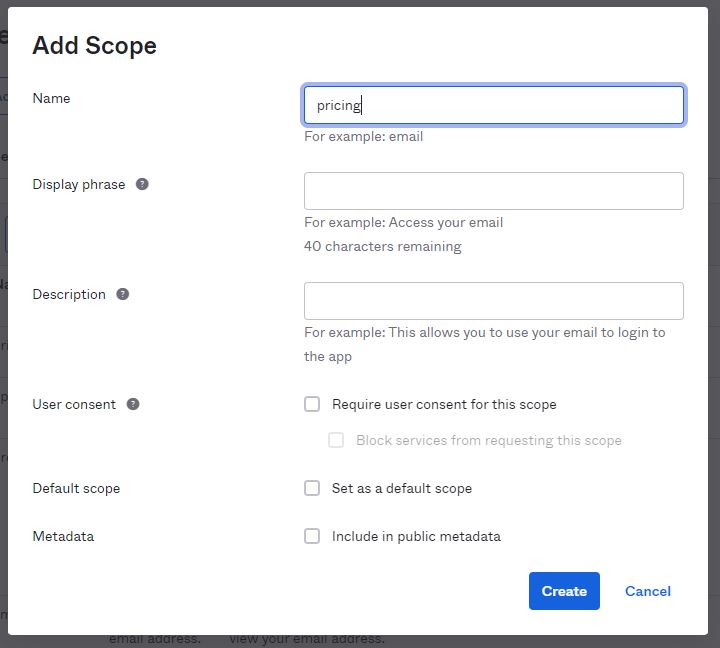 Add Scope
Name
pricing
For example: email
Display phrase ?
For example: Access your email
40 characters remaining
Description ?
For example: This allows you to use your email to login to
the app
User consent ?
Require user consent for this scope
Block services from requesting this scope
Default scope
Set as a default scope
Metadata
Include in public metadata
Create
Cancel
email address. view your email address.